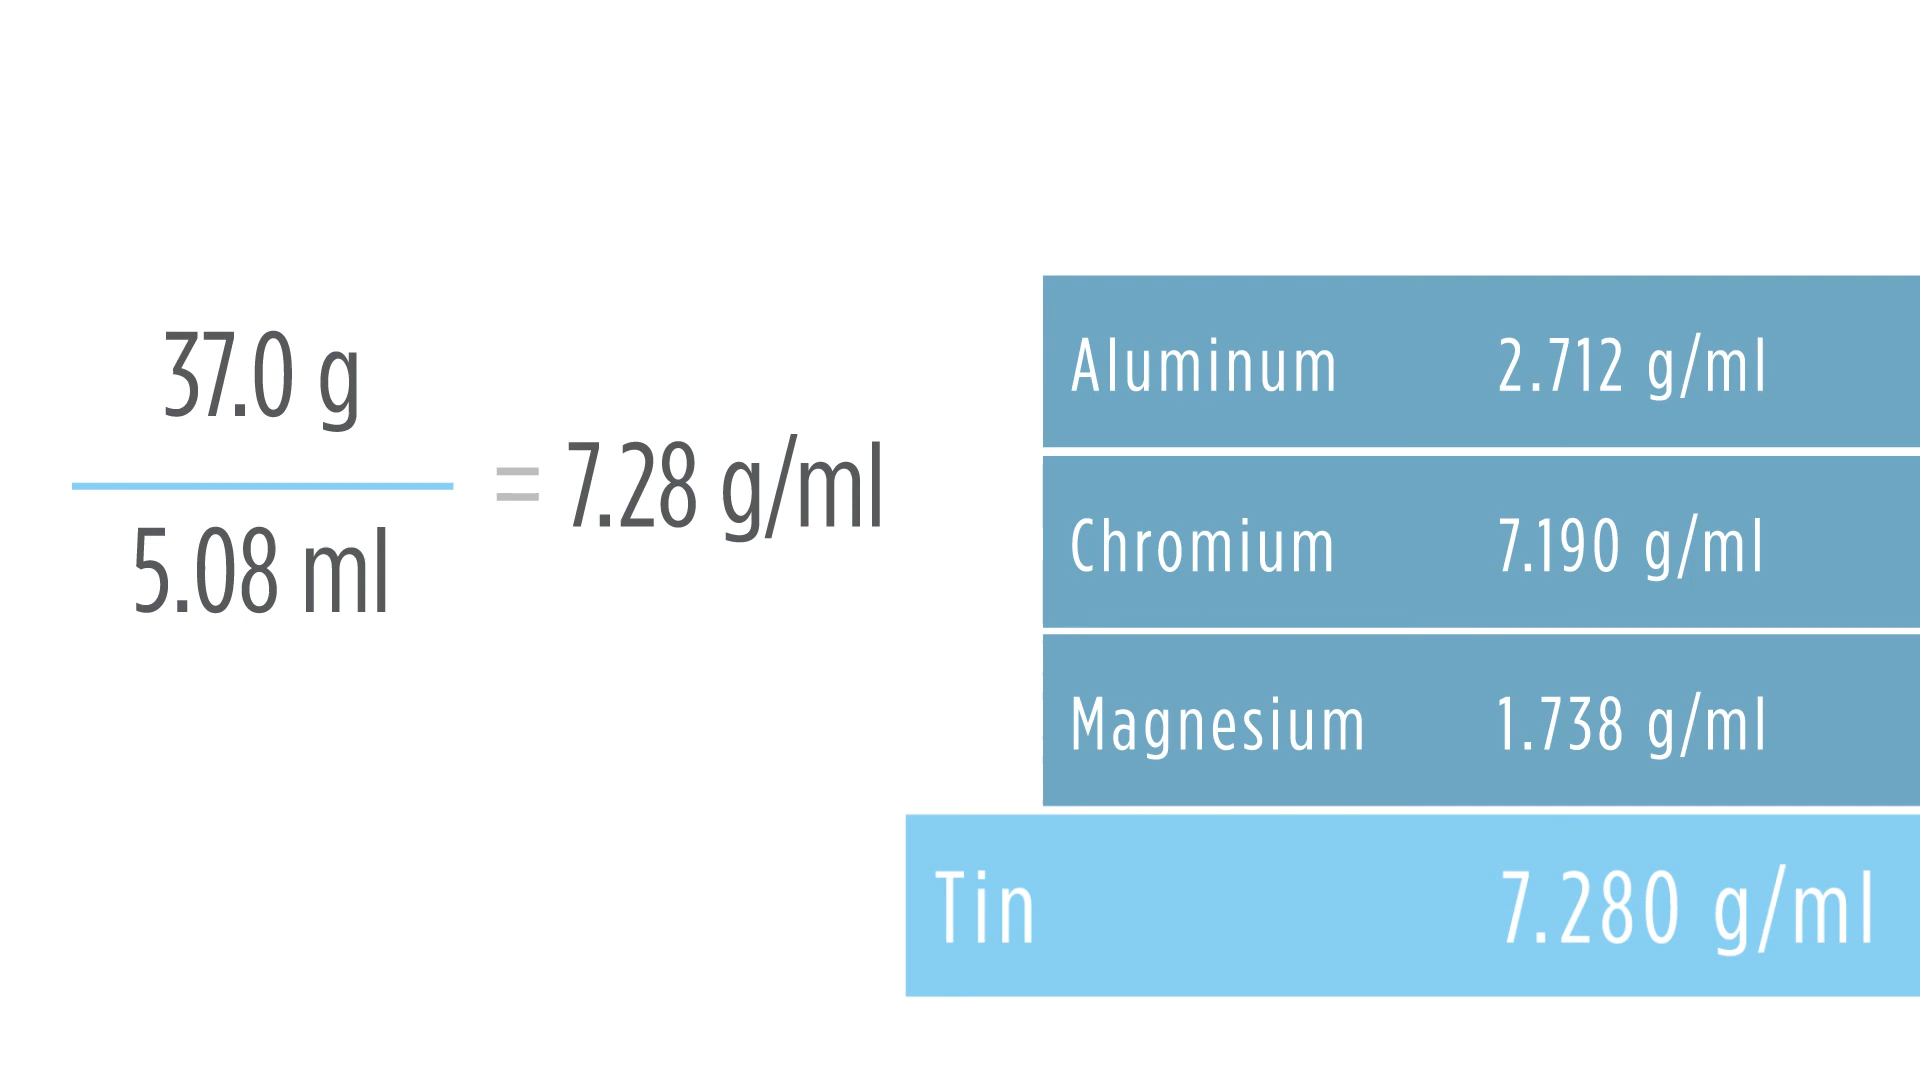 37.0 g
5.08 ml
= 7.28 g/ml
Aluminum 2.712 g/ml
Chromium 7.190 g/ml
Magnesium 1.738 g/ml
Tin 7.280 g/ml